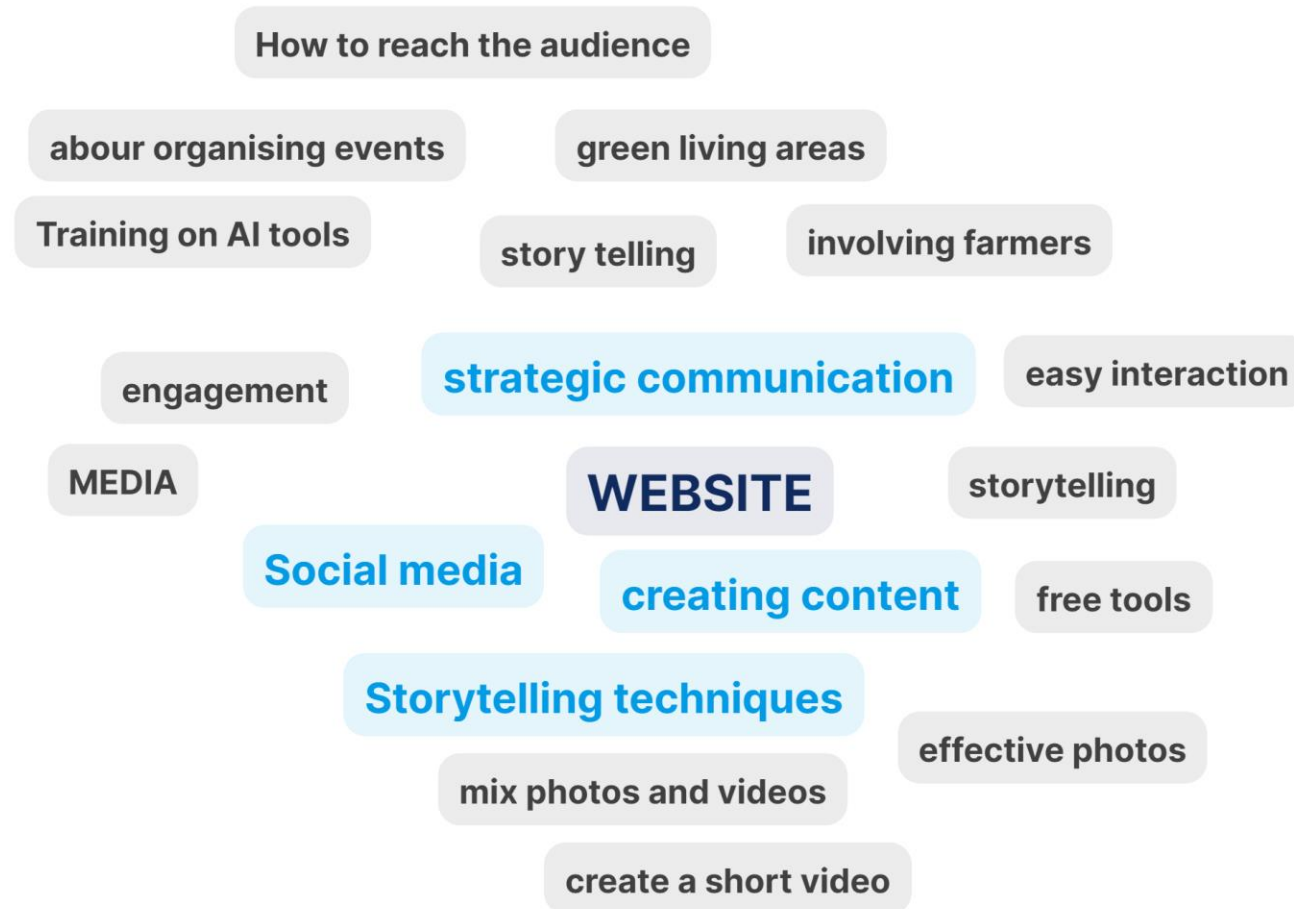 How to reach the audience
abour organising events
green living areas
Training on AI tools
story telling
involving farmers
engagement
strategic communication
easy interaction
MEDIA
WEBSITE
storytelling
Social media
creating content
free tools
Storytelling techniques
effective photos
mix photos and videos
create a short video